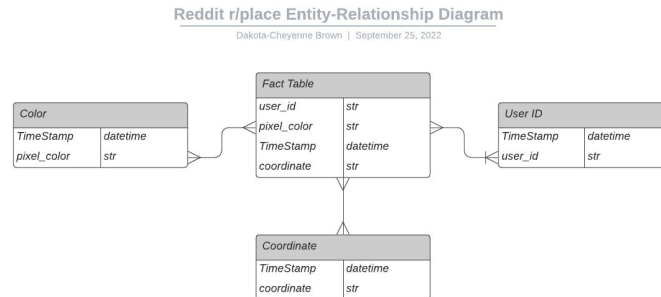 Reddit r/place Entity-Relationship Diagram
Dakota-Cheyenne Brown | September 25, 2022
Fact Table
user_id str
pixel_color str
TimeStamp datetime
coordinate str
Color
TimeStamp datetime
pixel_color str
User ID
TimeStamp datetime
user_id str
Coordinate
TimeStamp datetime
coordinate str